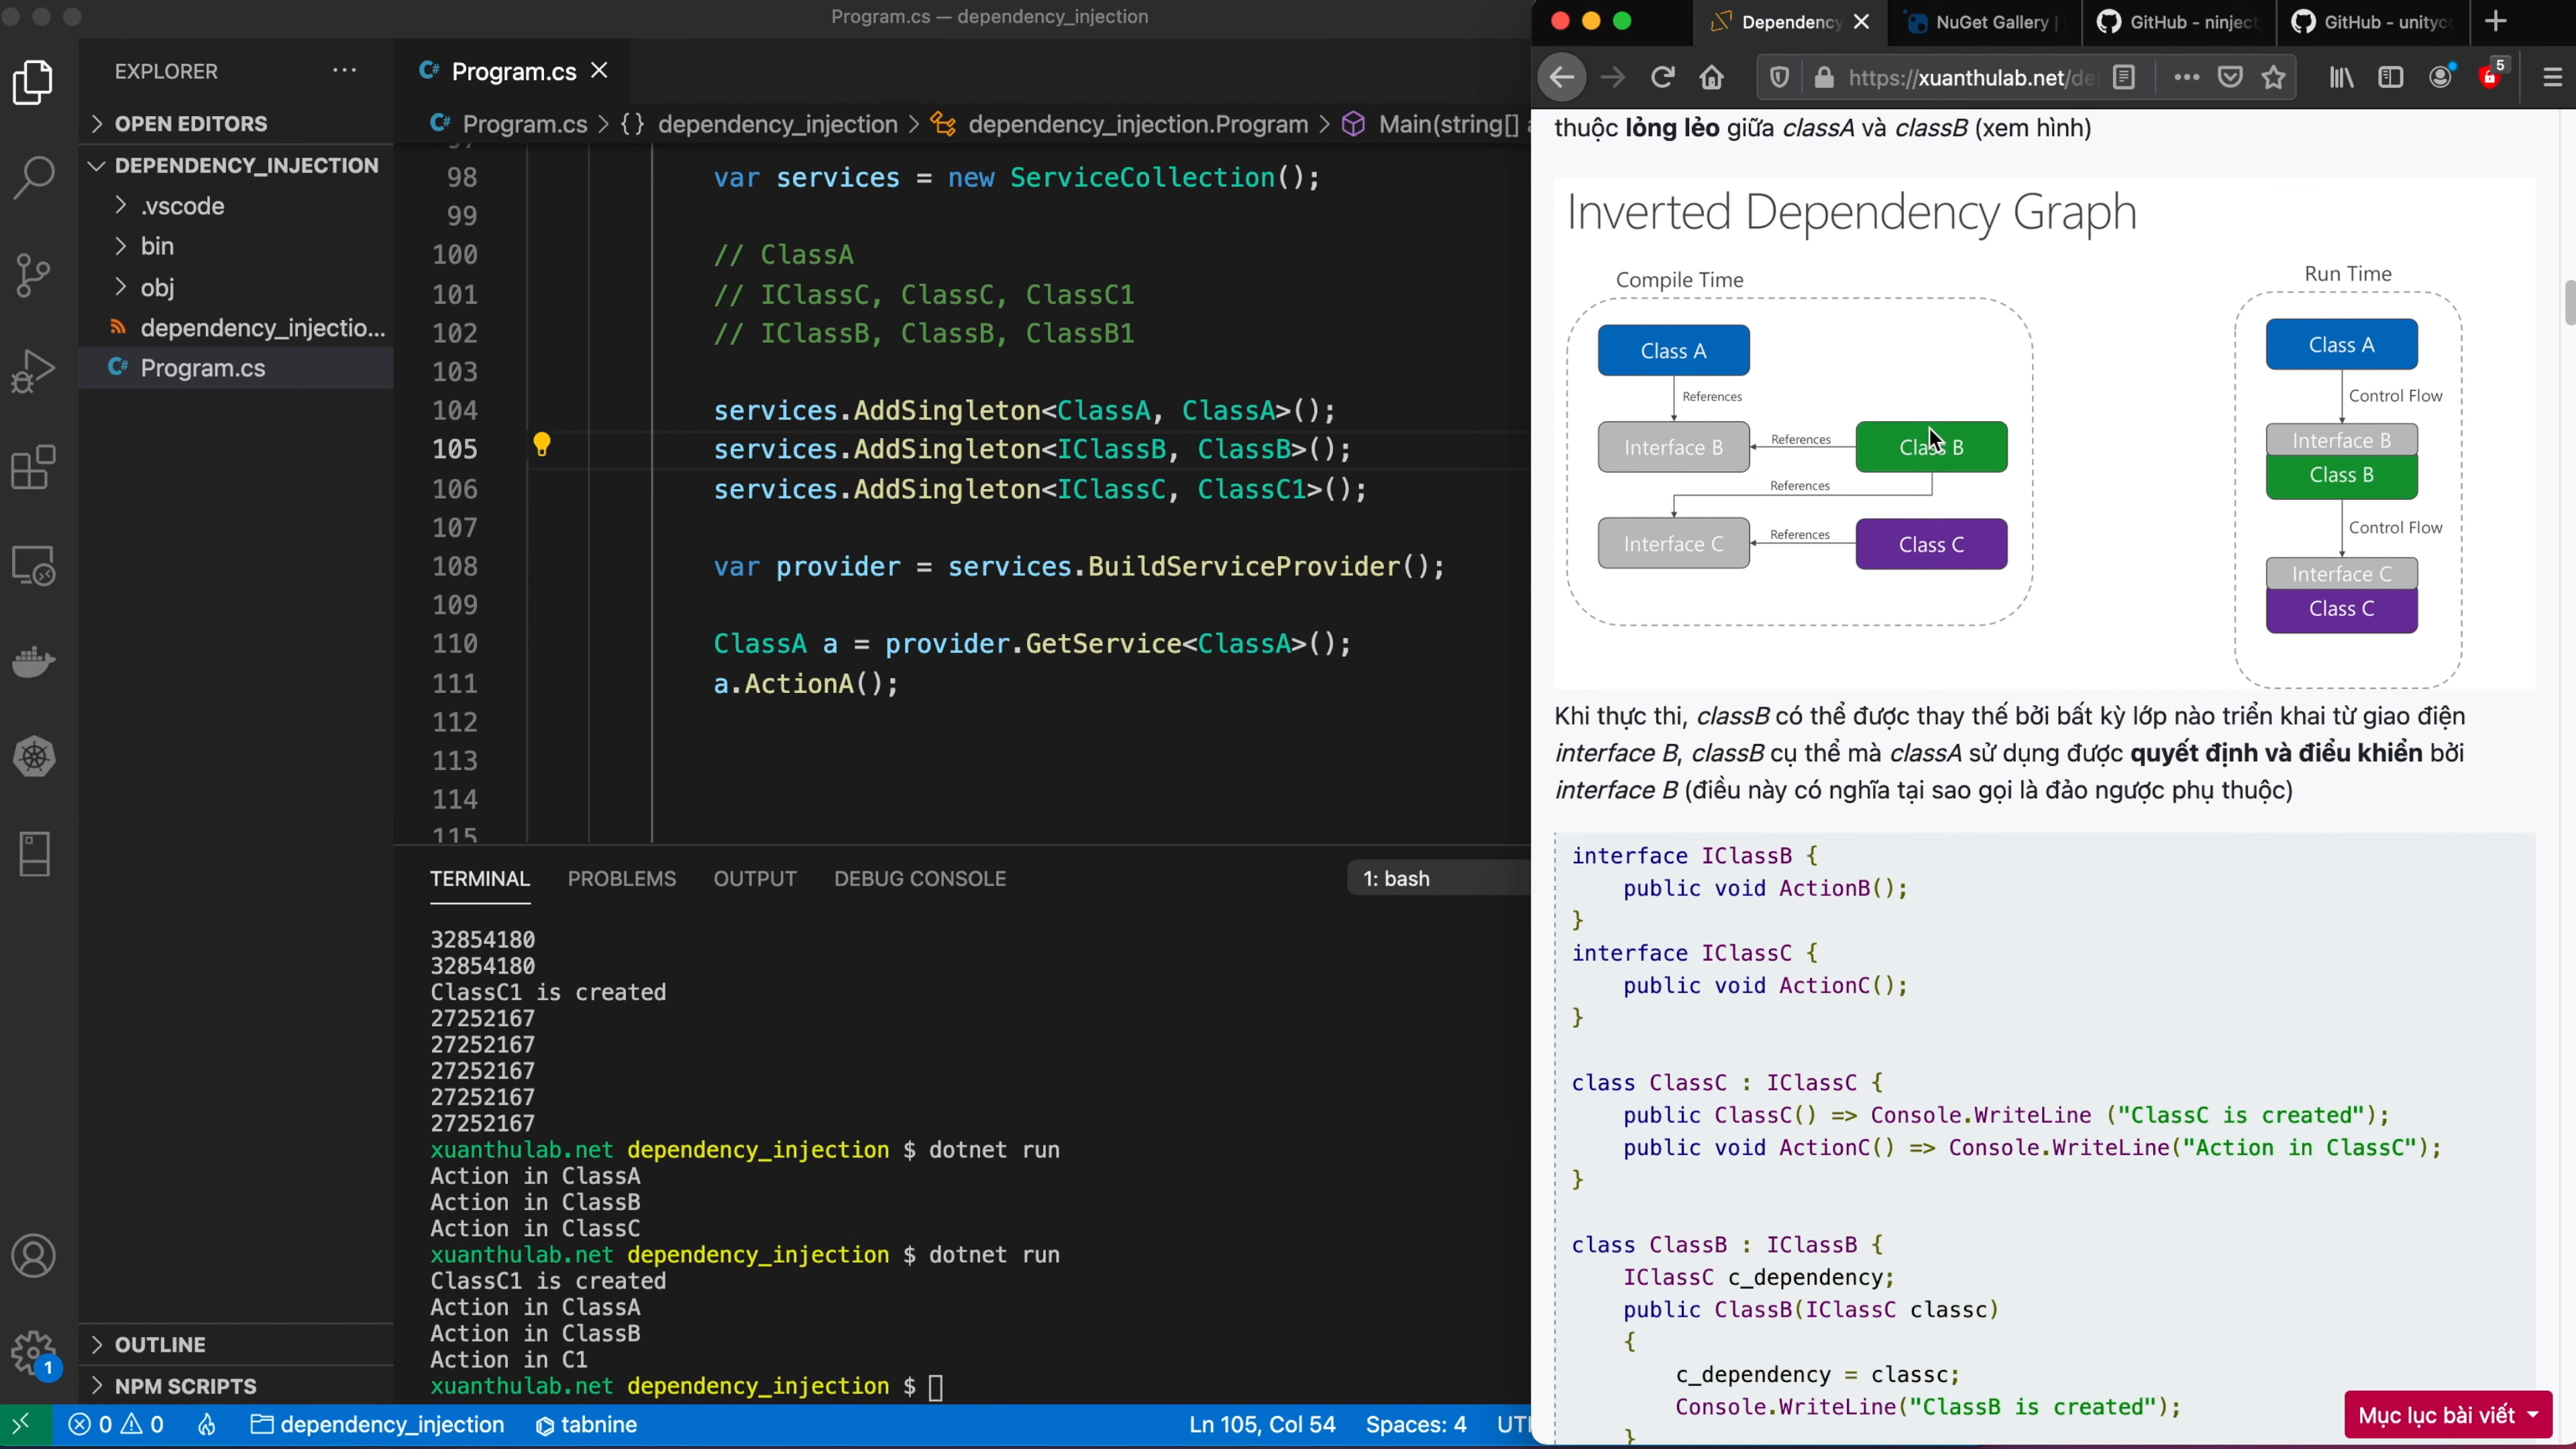 Program.cs — dependency_injection
EXPLORER
OPEN EDITORS
DEPENDENCY_INJECTION
.vscode
bin
obj
dependency_injectio...
Program.cs
OUTLINE
NPM SCRIPTS
1
Program.cs
Program.cs > {} dependency_injection > dependency_injection.Program > Main(string[]
98 var services = new ServiceCollection();
99
100 // ClassA
101 // IClassC, ClassC, ClassC1
102 // IClassB, ClassB, ClassB1
103
104 services.AddSingleton<ClassA, ClassA>();
105 services.AddSingleton<IClassB, ClassB>();
106 services.AddSingleton<IClassC, ClassC1>();
107
108 var provider = services.BuildServiceProvider();
109
110 ClassA a = provider.GetService<ClassA>();
111 a.ActionA();
112
113
114
115
TERMINAL PROBLEMS OUTPUT DEBUG CONSOLE 1: bash
32854180
32854180
ClassC1 is created
27252167
27252167
27252167
27252167
27252167
xuanthulab.net dependency_injection $ dotnet run
Action in ClassA
Action in ClassB
Action in ClassC
xuanthulab.net dependency_injection $ dotnet run
ClassC1 is created
Action in ClassA
Action in ClassB
Action in C1
xuanthulab.net dependency_injection $
0 0 dependency_injection tabnine Ln 105, Col 54 Spaces: 4
Dependency NuGet Gallery | GitHub - ninject GitHub - unityc
https://xuanthulab.net/de
5
thuộc lỏng lẻo giữa classA và classB (xem hình)
Inverted Dependency Graph
Compile Time
Class A
References
Interface B
References
Class B
References
Interface C
References
Class C
Run Time
Class A
Control Flow
Interface B
Class B
Control Flow
Interface C
Class C
Khi thực thi, classB có thể được thay thế bởi bất kỳ lớp nào triển khai từ giao điện
interface B, classB cụ thể mà classA sử dụng được quyết định và điều khiển bởi
interface B (điều này có nghĩa tại sao gọi là đảo ngược phụ thuộc)
interface IClassB {
public void ActionB();
}
interface IClassC {
public void ActionC();
}
class ClassC : IClassC {
public ClassC() => Console.WriteLine ("ClassC is created");
public void ActionC() => Console.WriteLine("Action in ClassC");
}
class ClassB : IClassB {
IClassC c_dependency;
public ClassB(IClassC classc)
{
c_dependency = classc;
Console.WriteLine("ClassB is created");
}
Mục lục bài viết